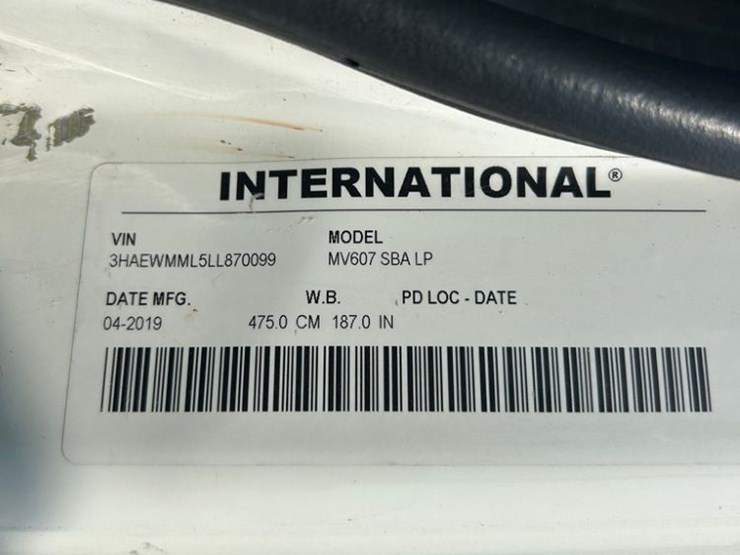 INTERNATIONAL®
VIN MODEL
3HAEWMML5LL870099 MV607 SBA LP
DATE MFG. W.B. PD LOC - DATE
04-2019 475.0 CM 187.0 IN